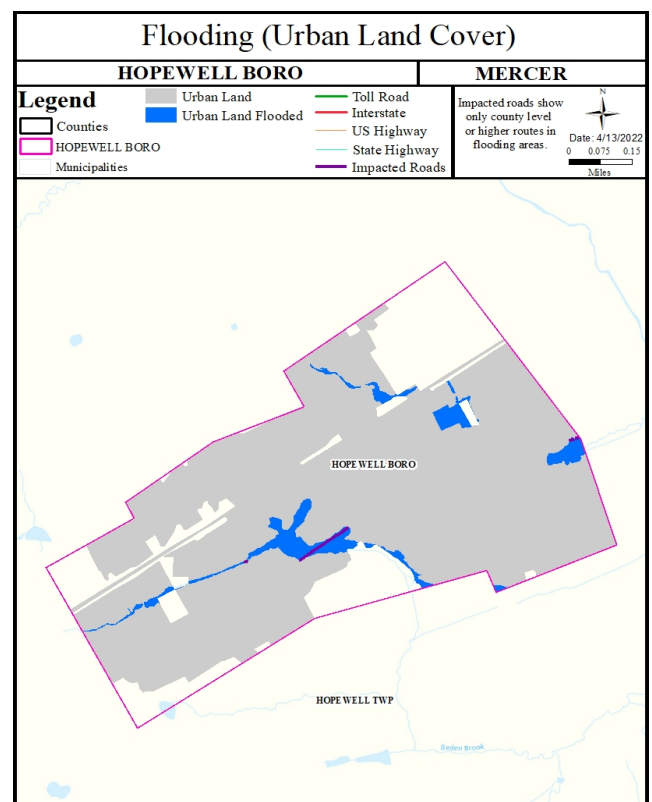 Flooding (Urban Land Cover)
HOPEWELL BORO
MERCER
Legend
Counties
HOPEWELL BORO
Municipalities
Urban Land
Urban Land Flooded
Toll Road
Interstate
US Highway
State Highway
Impacted Roads
Impacted roads show
only county level
or higher routes in
flooding areas.
N
Date: 4/13/2022
0 0.075 0.15
Miles
HOPEWELL BORO
HOPEWELL TWP
Beden Brook